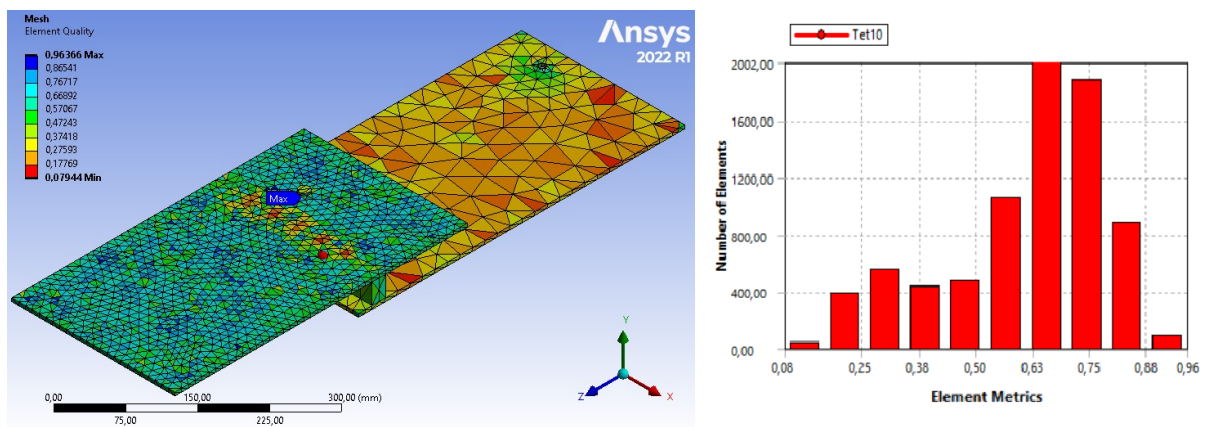 Mesh
Element Quality
0,96366 Max
0,86541
0,76717
0,66892
0,57067
0,47243
0,37418
0,27593
0,17769
0,07944 Min
Ansys
2022 R1
Max
0,00
150,00
300,00 (mm)
75,00
225,00
Y
Z
X
Tet10
2002,00
1600,00
1200,00
800,00
400,00
0,00
Number of Elements
0,08
0,25
0,38
0,50
0,63
0,75
0,88
0,96
Element Metrics